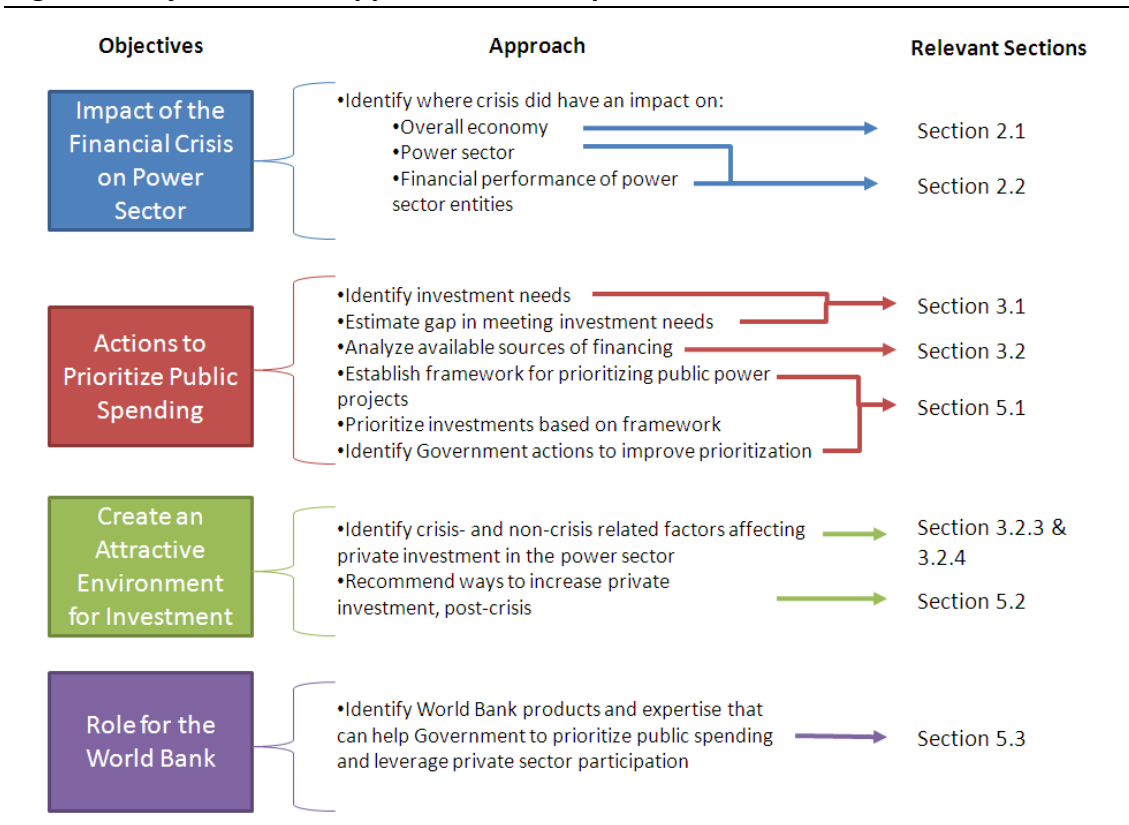 Objectives
Approach
Relevant Sections
Impact of the
Financial Crisis
on Power
Sector
•Identify where crisis did have an impact on:
•Overall economy
•Power sector
•Financial performance of power
sector entities
Section 2.1
Section 2.2
Actions to
Prioritize Public
Spending
•Identify investment needs
•Estimate gap in meeting investment needs
•Analyze available sources of financing
•Establish framework for prioritizing public power
projects
•Prioritize investments based on framework
•Identify Government actions to improve prioritization
Section 3.1
Section 3.2
Section 5.1
Create an
Attractive
Environment
for Investment
•Identify crisis- and non-crisis related factors affecting
private investment in the power sector
•Recommend ways to increase private
investment, post-crisis
Section 3.2.3 &
3.2.4
Section 5.2
Role for the
World Bank
•Identify World Bank products and expertise that
can help Government to prioritize public spending
and leverage private sector participation
Section 5.3